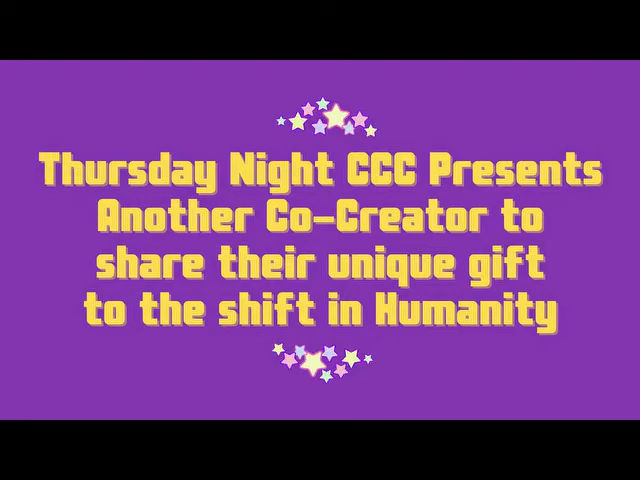 Thursday Night CCC Presents
Another Co-Creator to
share their unique gift
to the shift in Humanity